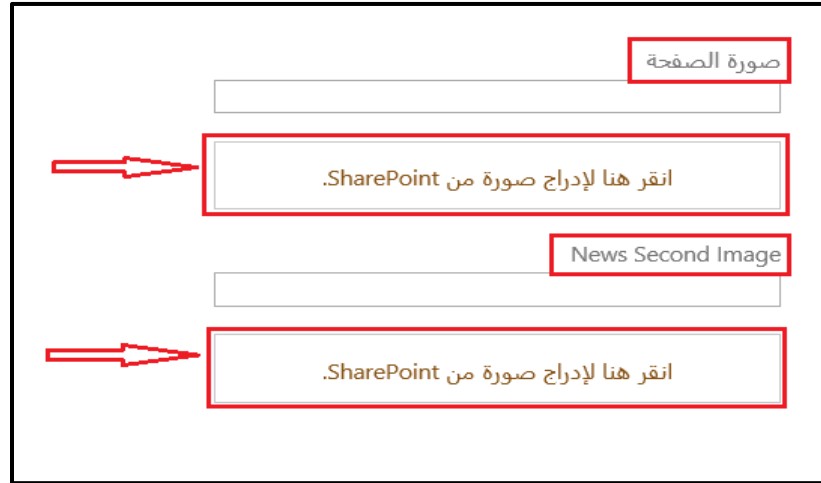 صورة الصفحة
انقر هنا لإدراج صورة من SharePoint.
News Second Image
انقر هنا لإدراج صورة من SharePoint.